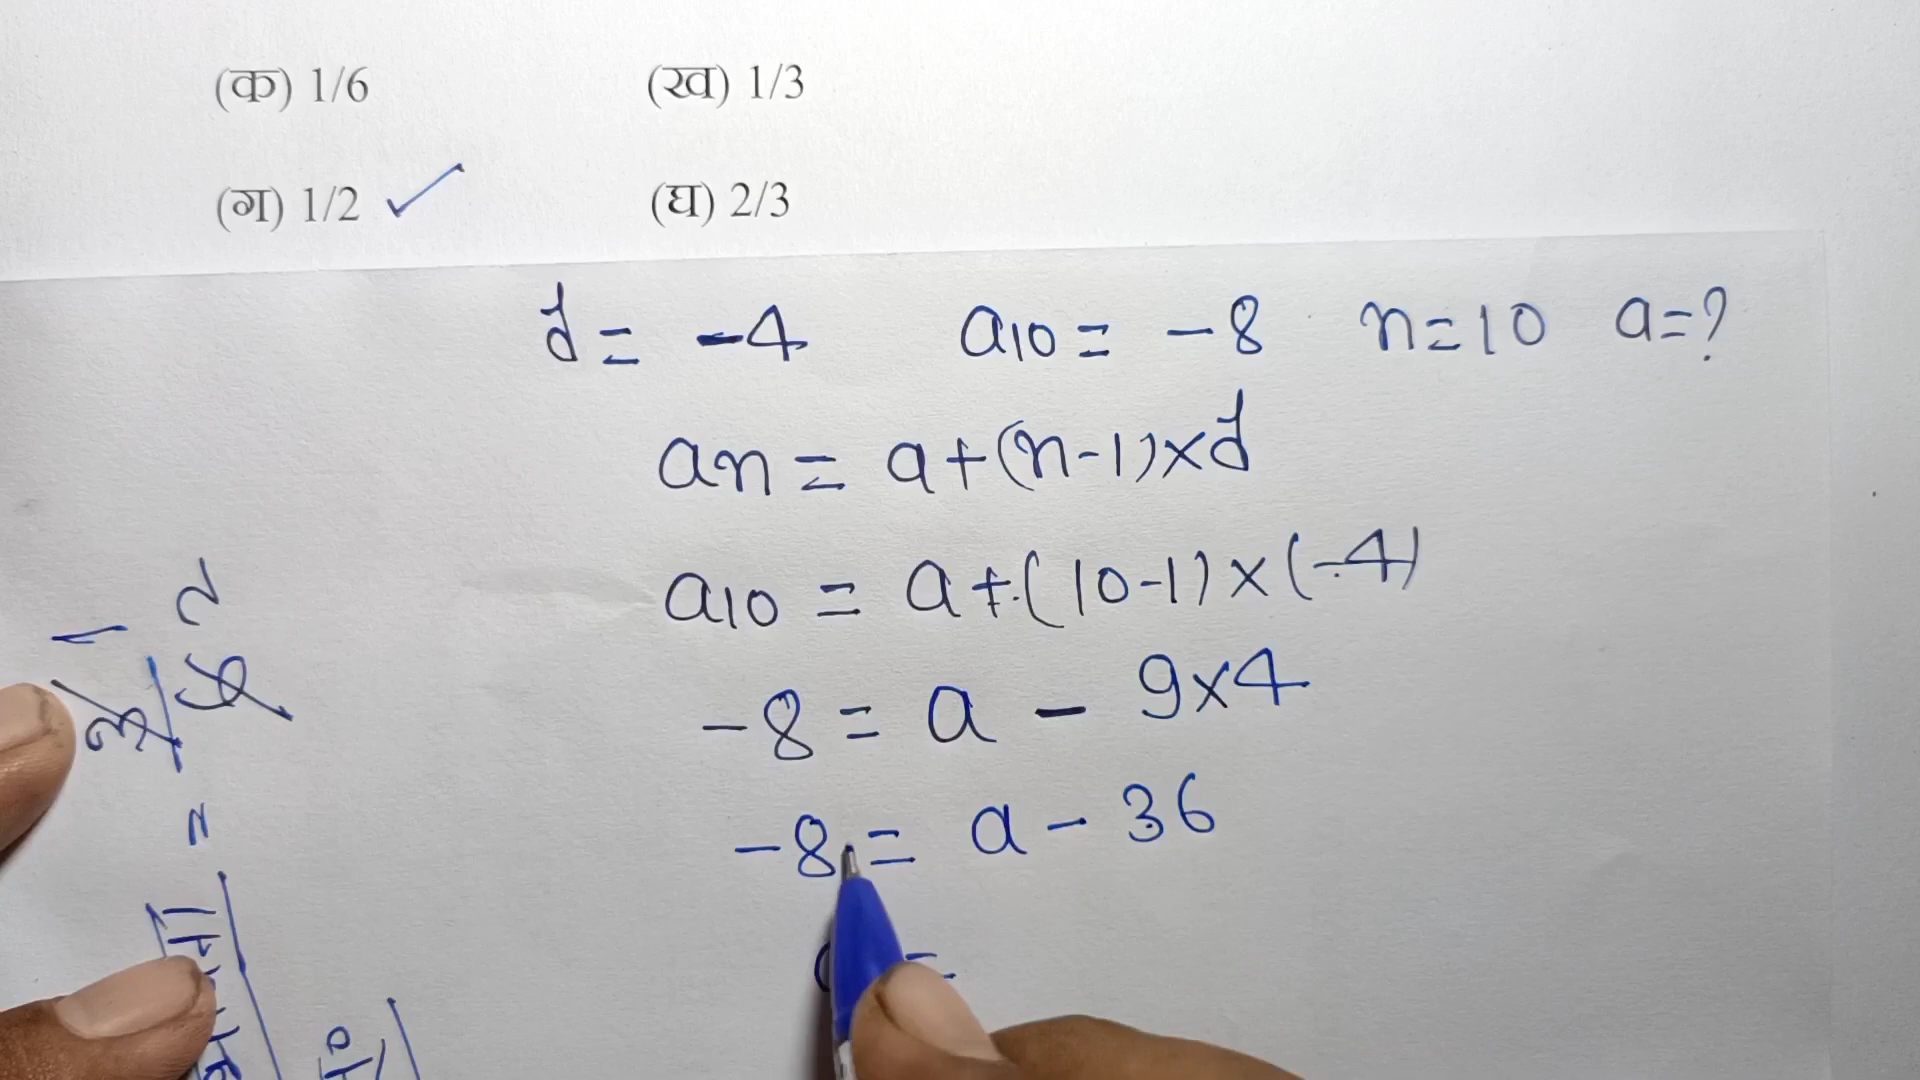 (क) 1/6 (ख) 1/3
(ग) 1/2 ✓ (घ) 2/3
d = -4 a10 = -8 n=10 a=?
an = a+(n-1)×d
a10 = a+(10-1)×(-4)
-8 = a - 9×4
-8 = a - 36
=